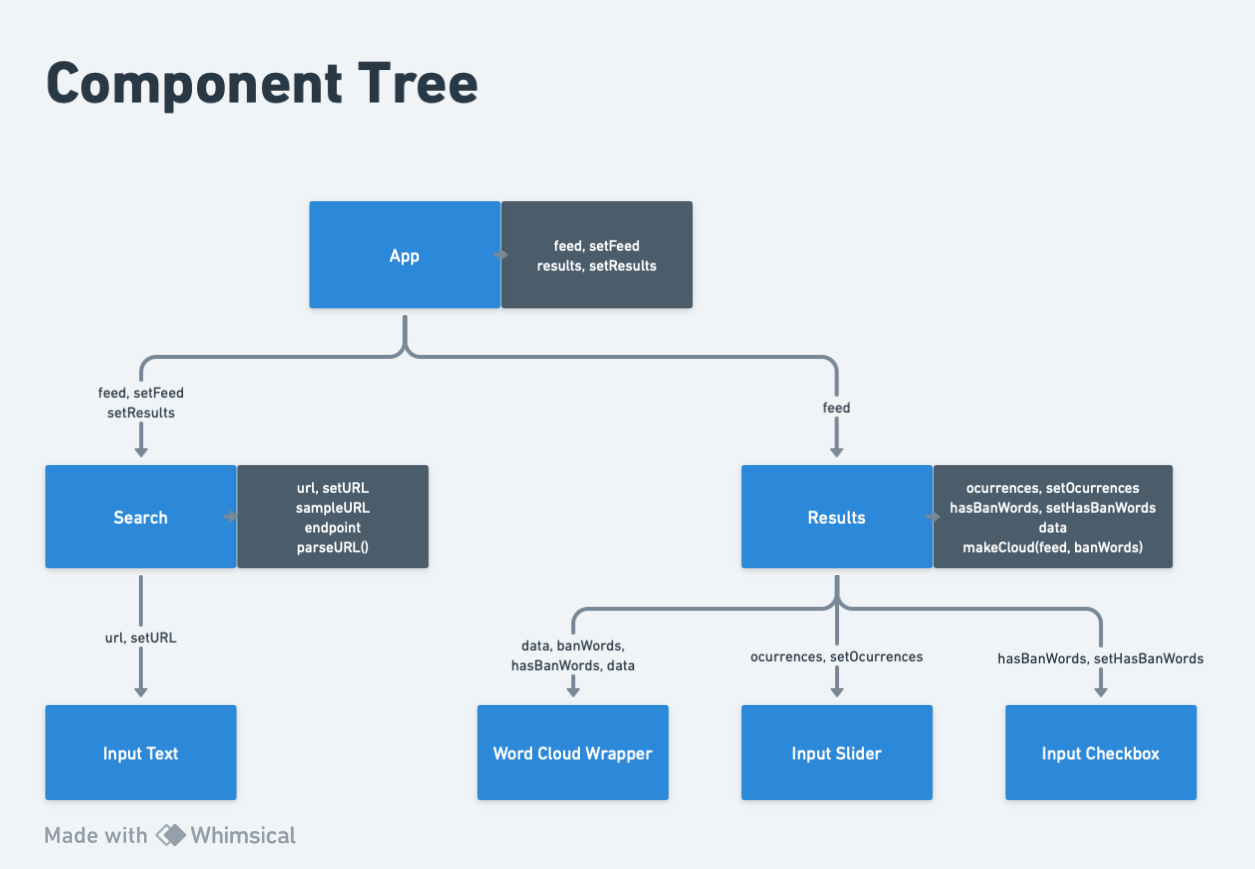 Component Tree
App
feed, setFeed
results, setResults
feed, setFeed
setResults
feed
Search
url, setURL
sampleURL
endpoint
parseURL()
Results
ocurrences, setOcurrences
hasBanWords, setHasBanWords
data
makeCloud(feed, banWords)
url, setURL
data, banWords,
hasBanWords, data
ocurrences, setOcurrences
hasBanWords, setHasBanWords
Input Text
Word Cloud Wrapper
Input Slider
Input Checkbox
Made with Whimsical